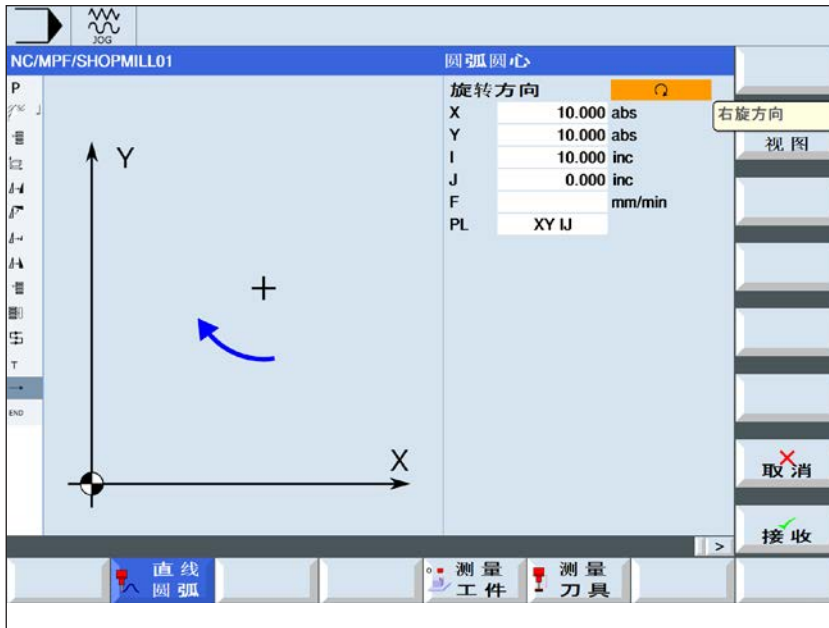 JOG
NC/MPF/SHOPMILL01
圆弧圆心
P
T
END
Y
X
旋转方向
X 10.000 abs
Y 10.000 abs
I 10.000 inc
J 0.000 inc
F mm/min
PL XY IJ
右旋方向
视图
取消
接收
>
直线
圆弧
测量
工件
测量
刀具